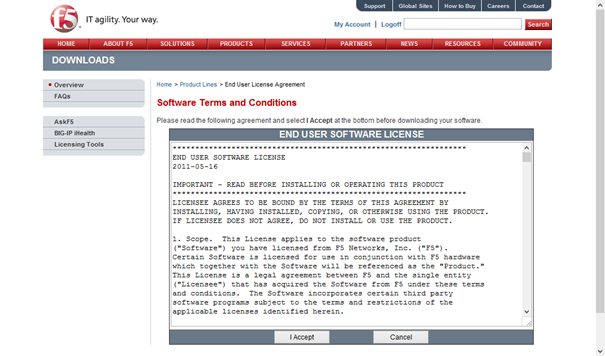 Support Global Sites How to Buy Careers Contact
f5 IT agility. Your way.
My Account | Logoff Search
HOME ABOUT F5 SOLUTIONS PRODUCTS SERVICES PARTNERS NEWS RESOURCES COMMUNITY
DOWNLOADS
Overview
FAQs
AskF5
BIG-IP iHealth
Licensing Tools
Home > Product Lines > End User License Agreement
Software Terms and Conditions
Please read the following agreement and select I Accept at the bottom before downloading your software.
END USER SOFTWARE LICENSE
******************************************************************
END USER SOFTWARE LICENSE
2011-05-16
IMPORTANT - READ BEFORE INSTALLING OR OPERATING THIS PRODUCT
******************************************************************
LICENSEE AGREES TO BE BOUND BY THE TERMS OF THIS AGREEMENT BY
INSTALLING, HAVING INSTALLED, COPYING, OR OTHERWISE USING THE PRODUCT.
IF LICENSEE DOES NOT AGREE, DO NOT INSTALL OR USE THE PRODUCT.
1. Scope. This License applies to the software product
("Software") you have licensed from F5 Networks, Inc. ("F5").
Certain Software is licensed for use in conjunction with F5 hardware
which together with the Software will be referenced as the "Product."
This License is a legal agreement between F5 and the single entity
("Licensee") that has acquired the Software from F5 under these terms
and conditions. The Software incorporates certain third party
software programs subject to the terms and restrictions of the
applicable licenses identified herein.
I Accept Cancel